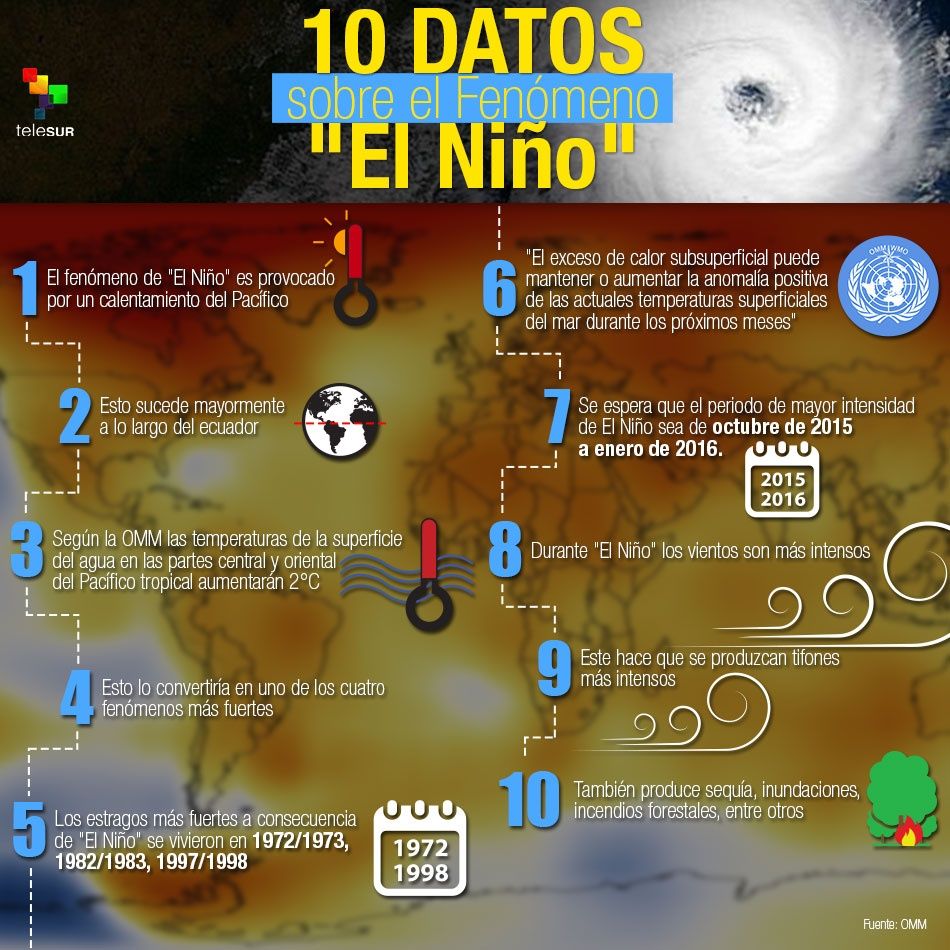 10 DATOS
sobre el Fenómeno
"El Niño"
teleSUR
1
El fenómeno de "El Niño" es provocado
por un calentamiento del Pacífico
2
Esto sucede mayormente
a lo largo del ecuador
3
Según la OMM las temperaturas de la superficie
del agua en las partes central y oriental
del Pacífico tropical aumentarán 2°C
4
Esto lo convertiría en uno de los cuatro
fenómenos más fuertes
5
Los estragos más fuertes a consecuencia
de "El Niño" se vivieron en 1972/1973,
1982/1983, 1997/1998
1972
1998
6
"El exceso de calor subsuperficial puede
mantener o aumentar la anomalía positiva
de las actuales temperaturas superficiales
del mar durante los próximos meses"
OMM WMO
7
Se espera que el periodo de mayor intensidad
de El Niño sea de octubre de 2015
a enero de 2016.
2015
2016
8
Durante "El Niño" los vientos son más intensos
9
Este hace que se produzcan tifones
más intensos
10
También produce sequía, inundaciones,
incendios forestales, entre otros
Fuente: OMM